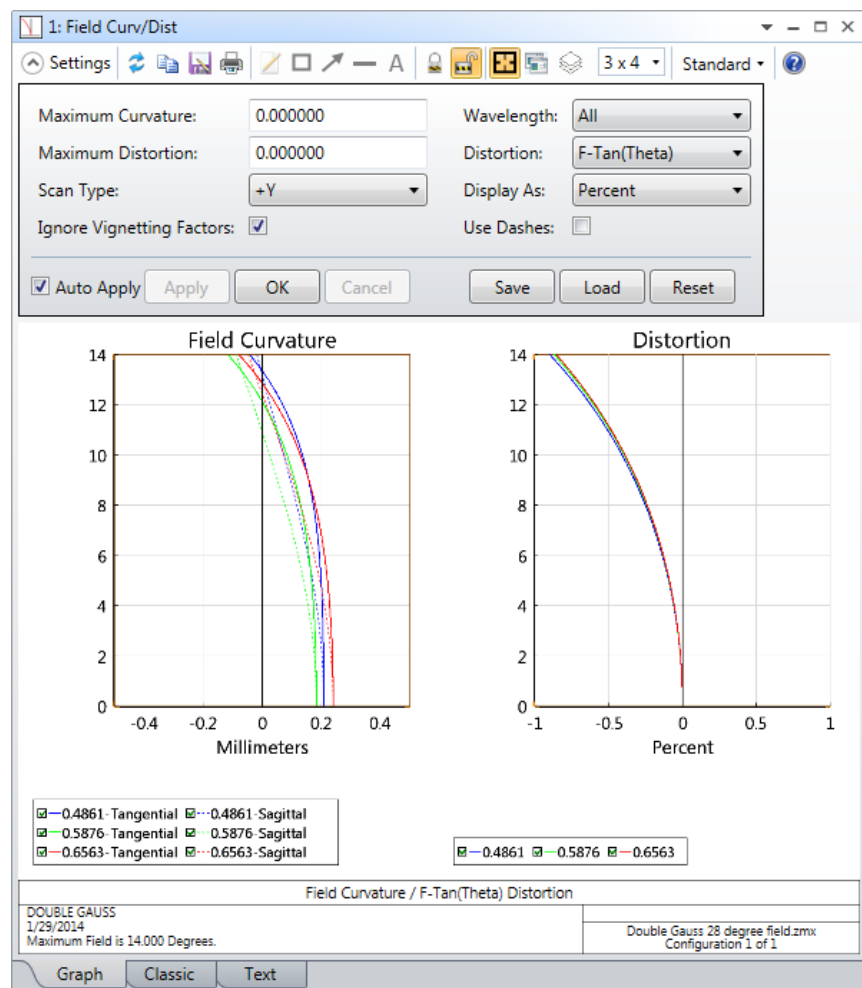 1: Field Curv/Dist
Settings A 3 x 4 Standard ?
Maximum Curvature: 0.000000 Wavelength: All
Maximum Distortion: 0.000000 Distortion: F-Tan(Theta)
Scan Type: +Y Display As: Percent
Ignore Vignetting Factors: Use Dashes:
Auto Apply Apply OK Cancel Save Load Reset
Field Curvature Distortion
14 14
12 12
10 10
8 8
6 6
4 4
2 2
0 0
-0.4 -0.2 0 0.2 0.4 -1 -0.5 0 0.5 1
Millimeters Percent
0.4861-Tangential 0.4861-Sagittal
0.5876-Tangential 0.5876-Sagittal
0.6563-Tangential 0.6563-Sagittal 0.4861 0.5876 0.6563
Field Curvature / F-Tan(Theta) Distortion
DOUBLE GAUSS
1/29/2014
Maximum Field is 14.000 Degrees.
Double Gauss 28 degree field.zmx
Configuration 1 of 1
Graph Classic Text